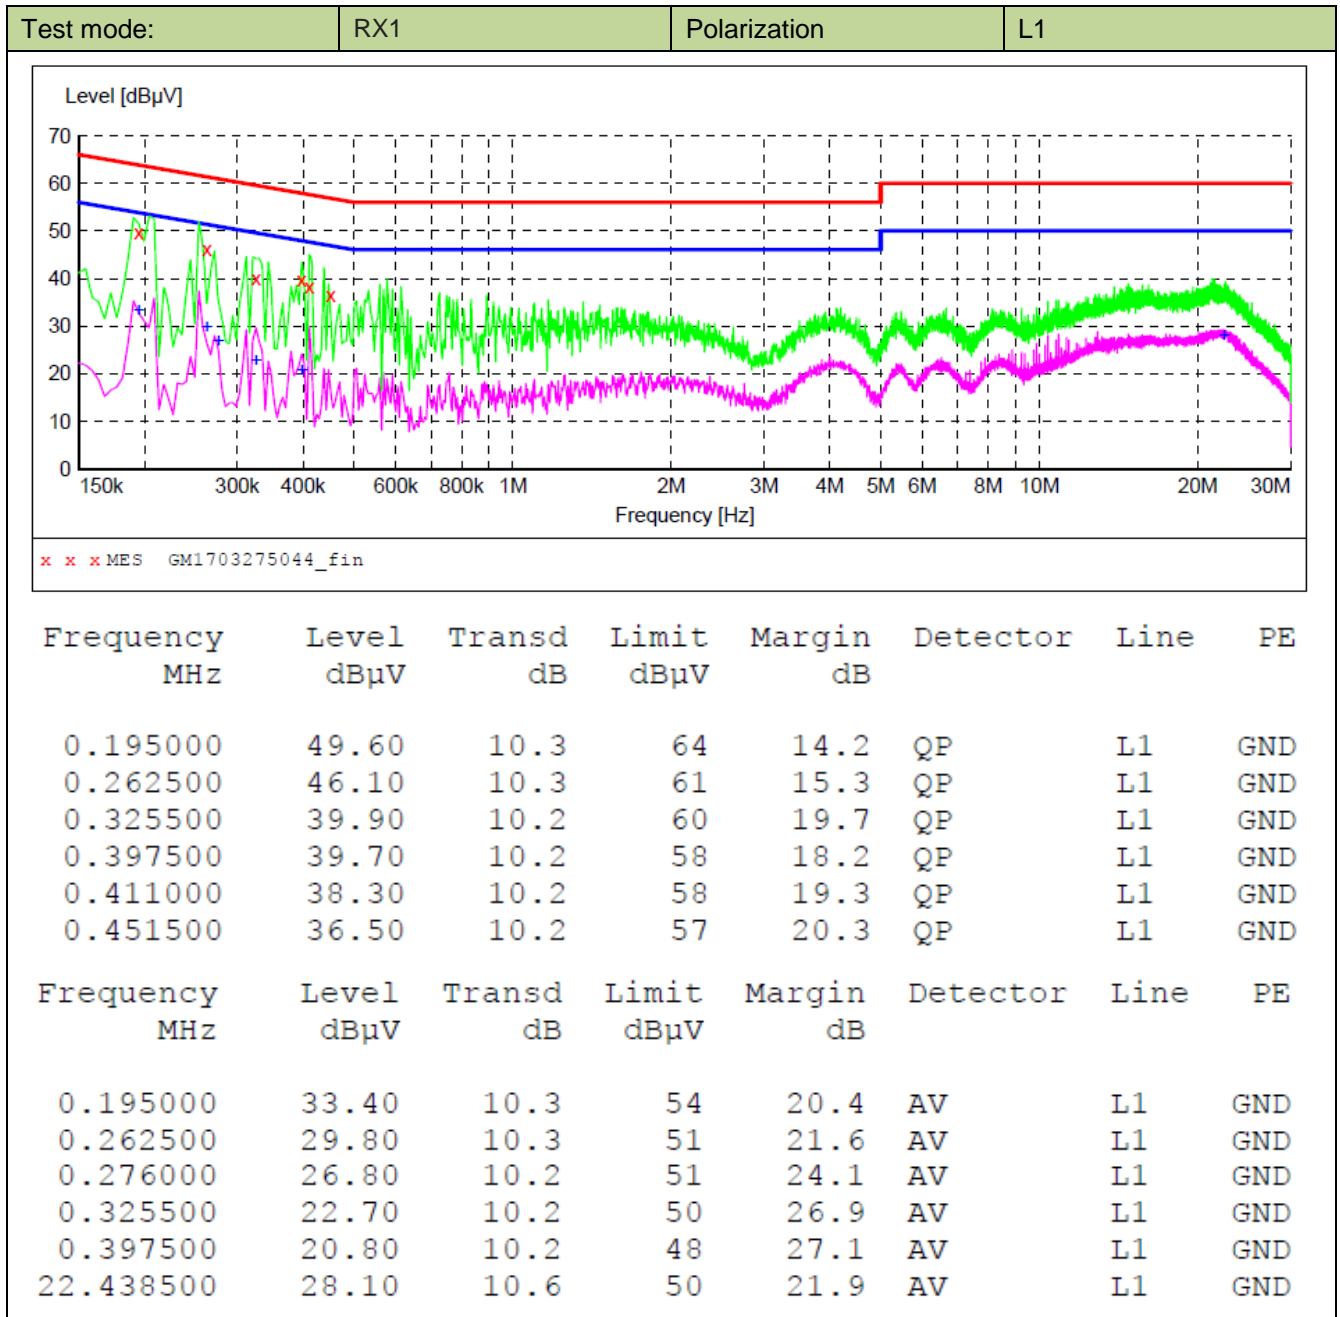 Test mode: RX1 Polarization L1
Level [dBµV]
70
60
50
40
30
20
10
0
150k 300k 400k 600k 800k 1M 2M 3M 4M 5M 6M 8M 10M 20M 30M
Frequency [Hz]
x x x MES GM1703275044_fin
Frequency Level Transd Limit Margin Detector Line PE
MHz dBµV dB dBµV dB
0.195000 49.60 10.3 64 14.2 QP L1 GND
0.262500 46.10 10.3 61 15.3 QP L1 GND
0.325500 39.90 10.2 60 19.7 QP L1 GND
0.397500 39.70 10.2 58 18.2 QP L1 GND
0.411000 38.30 10.2 58 19.3 QP L1 GND
0.451500 36.50 10.2 57 20.3 QP L1 GND
Frequency Level Transd Limit Margin Detector Line PE
MHz dBµV dB dBµV dB
0.195000 33.40 10.3 54 20.4 AV L1 GND
0.262500 29.80 10.3 51 21.6 AV L1 GND
0.276000 26.80 10.2 51 24.1 AV L1 GND
0.325500 22.70 10.2 50 26.9 AV L1 GND
0.397500 20.80 10.2 48 27.1 AV L1 GND
22.438500 28.10 10.6 50 21.9 AV L1 GND